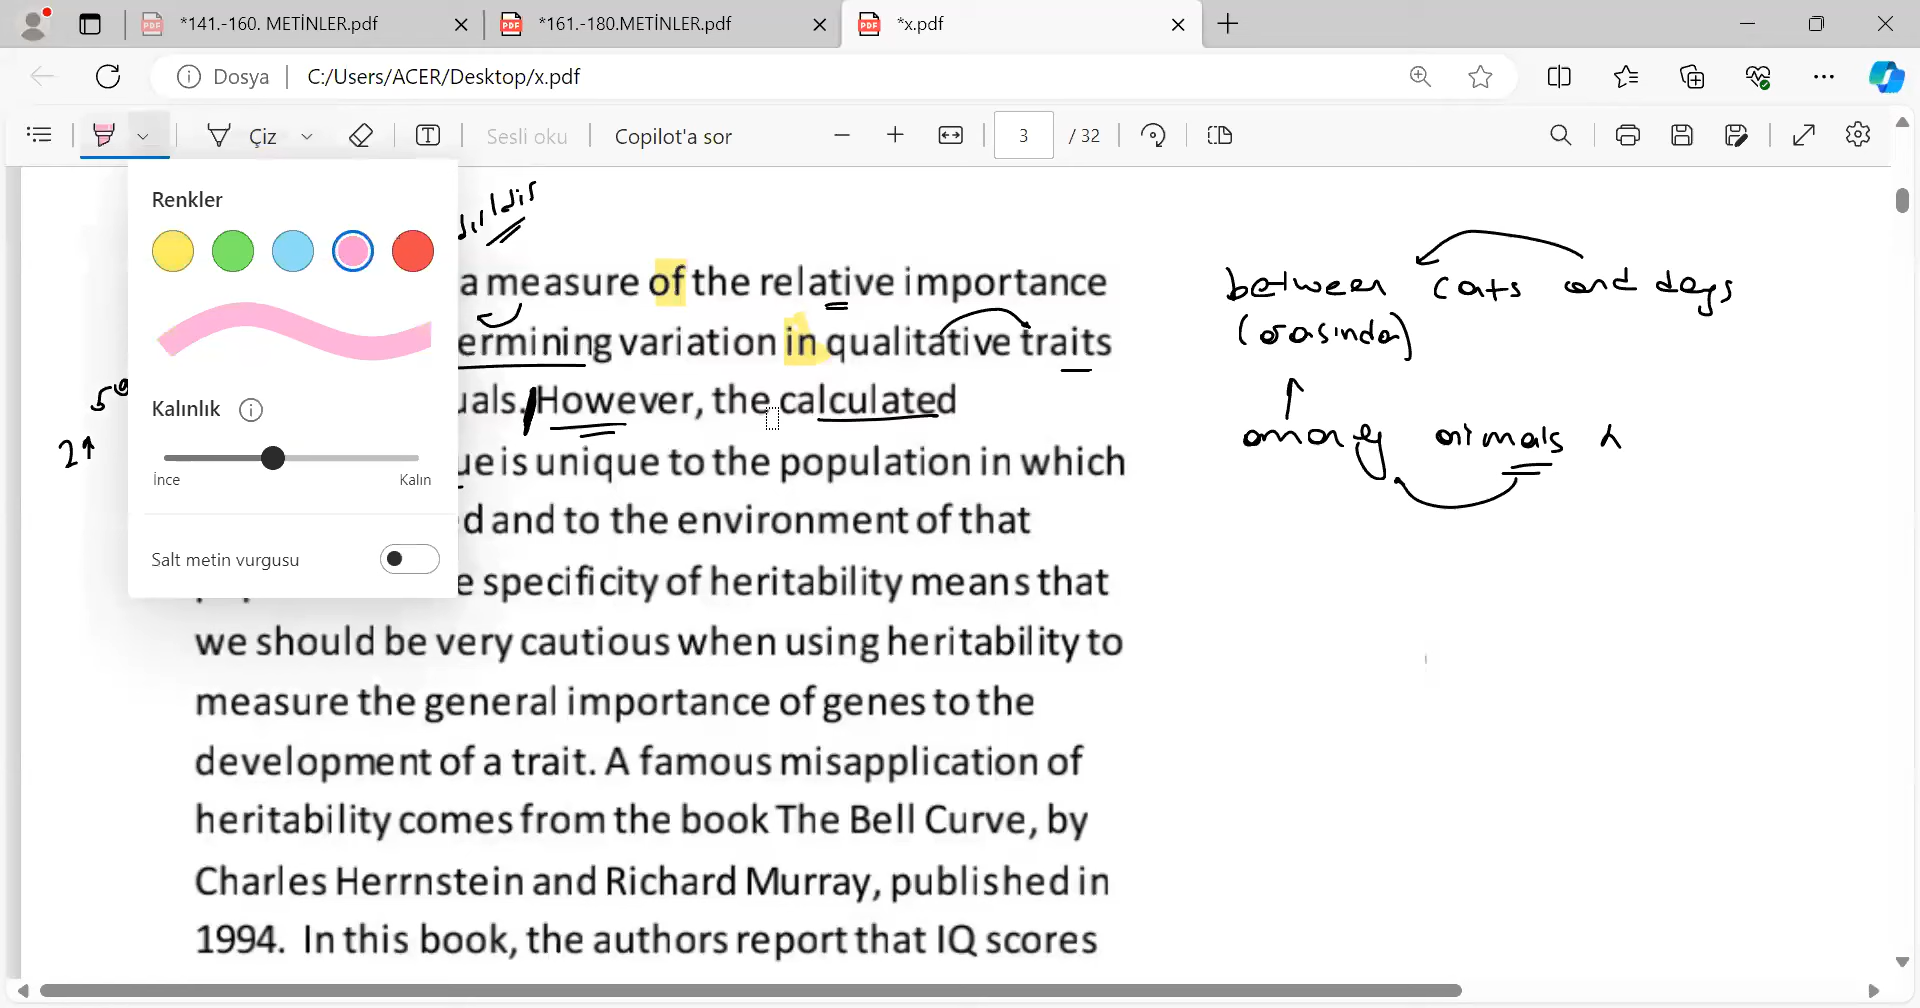 *141.-160. METİNLER.pdf
*161.-180.METİNLER.pdf
*x.pdf
Dosya
C:/Users/ACER/Desktop/x.pdf
Çiz
Sesli oku
Copilot'a sor
3
/ 32
Renkler
Kalınlık
İnce
Kalın
Salt metin vurgusu
a measure of the relative importance
ermining variation in qualitative traits
uals. However, the calculated
ue is unique to the population in which
d and to the environment of that
e specificity of heritability means that
we should be very cautious when using heritability to
measure the general importance of genes to the
development of a trait. A famous misapplication of
heritability comes from the book The Bell Curve, by
Charles Herrnstein and Richard Murray, published in
1994. In this book, the authors report that IQ scores
between cats and dogs
(arasında)
among animals
2